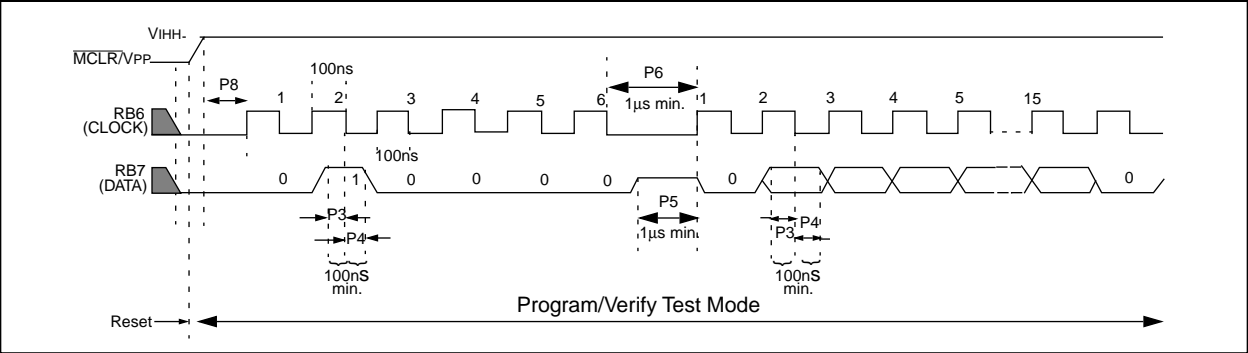 VIHH
MCLR/VPP
100ns
P8
P6
1 2 3 4 5 6
1µs min.
1 2 3 4 5 15
RB6
(CLOCK)
100ns
RB7
(DATA)
0 1 0 0 0 0 0 0
P5
1µs min.
P3
P4
100ns
min.
P3
P4
100ns
min.
Program/Verify Test Mode
Reset